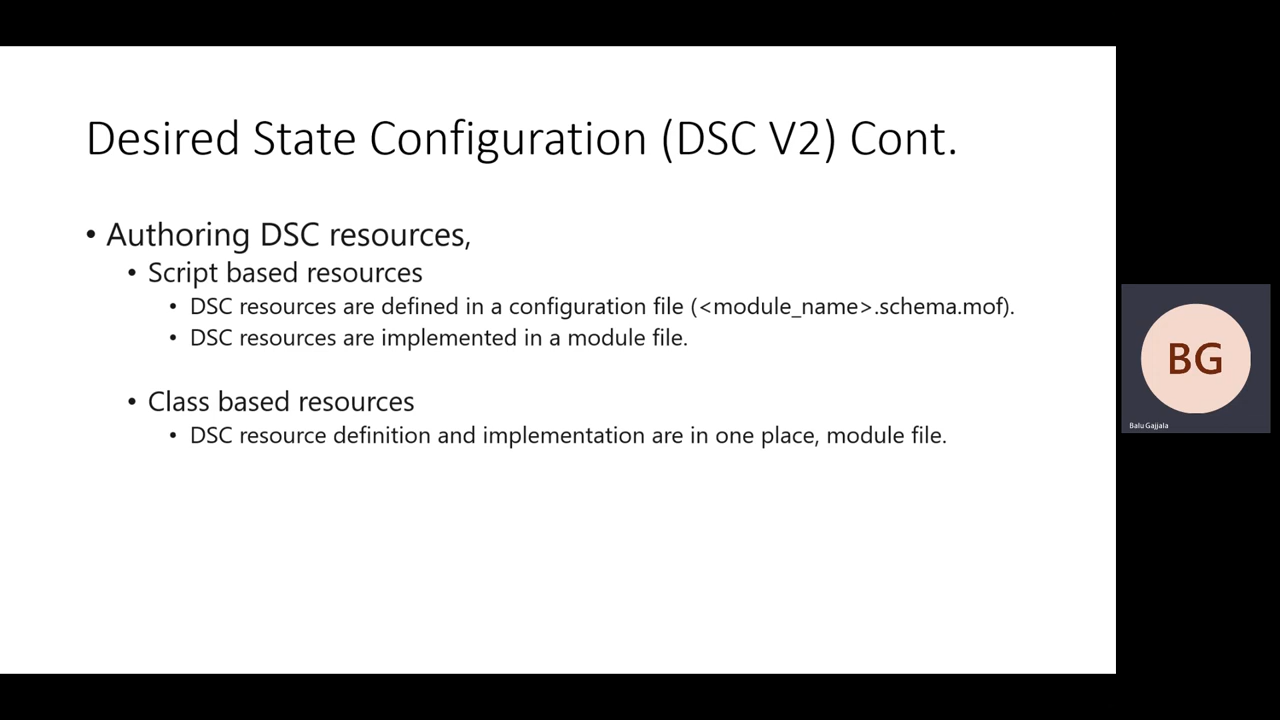 Desired State Configuration (DSC V2) Cont.
• Authoring DSC resources,
• Script based resources
• DSC resources are defined in a configuration file (<module_name>.schema.mof).
• DSC resources are implemented in a module file.
• Class based resources
• DSC resource definition and implementation are in one place, module file.
BG
Balu Gajjala